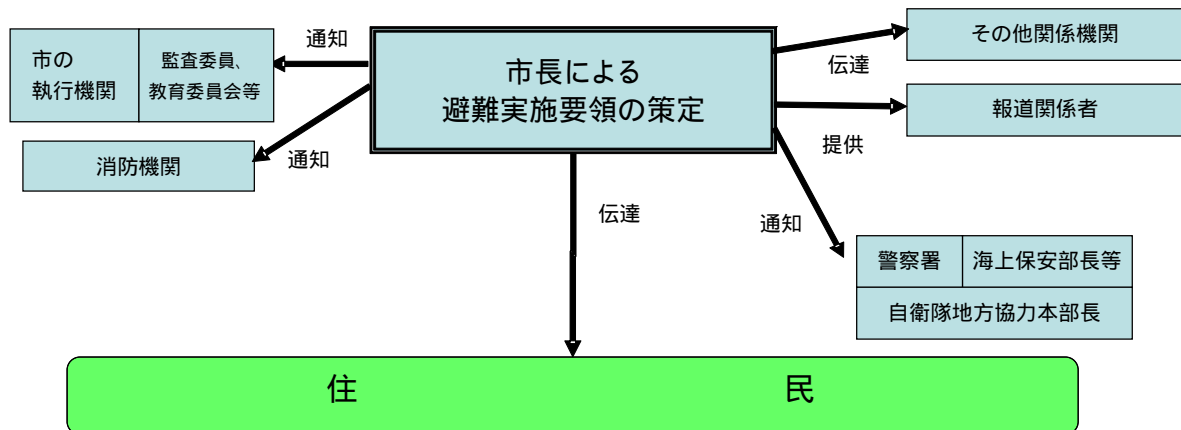 市長による
避難実施要領の策定
通知
市の
執行機関
監査委員、
教育委員会等
通知
消防機関
伝達
その他関係機関
提供
報道関係者
通知
警察署
海上保安部長等
自衛隊地方協力本部長
伝達
住 民